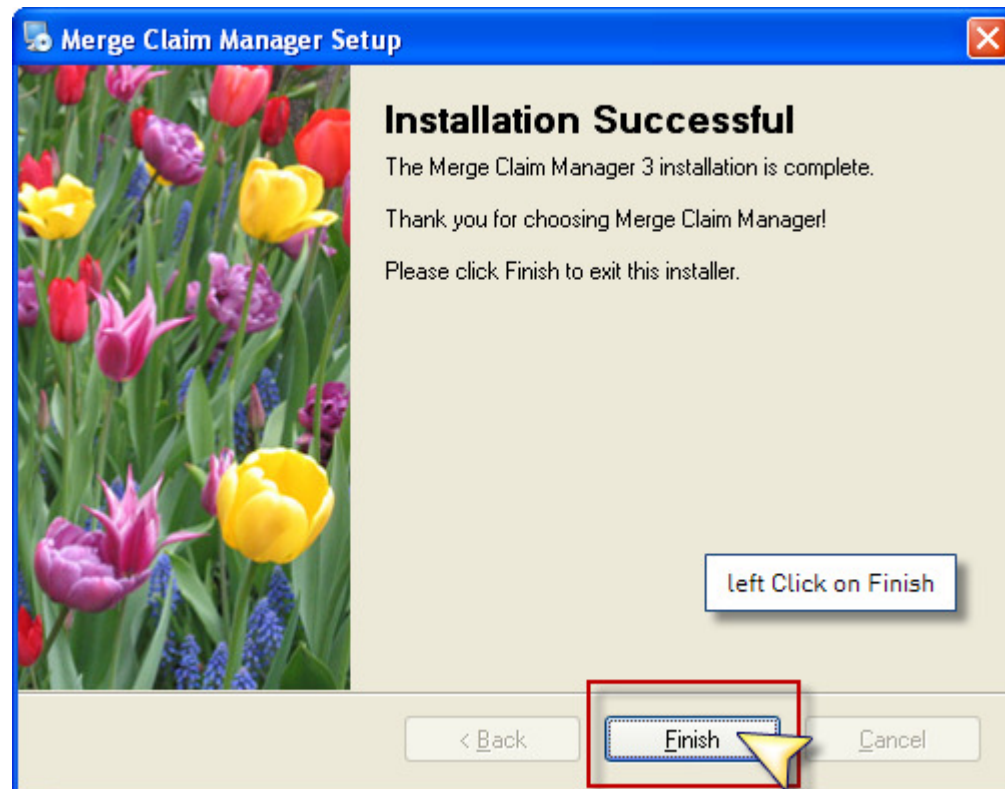 Merge Claim Manager Setup
Installation Successful
The Merge Claim Manager 3 installation is complete.
Thank you for choosing Merge Claim Manager!
Please click Finish to exit this installer.
left Click on Finish
< Back
Finish
Cancel